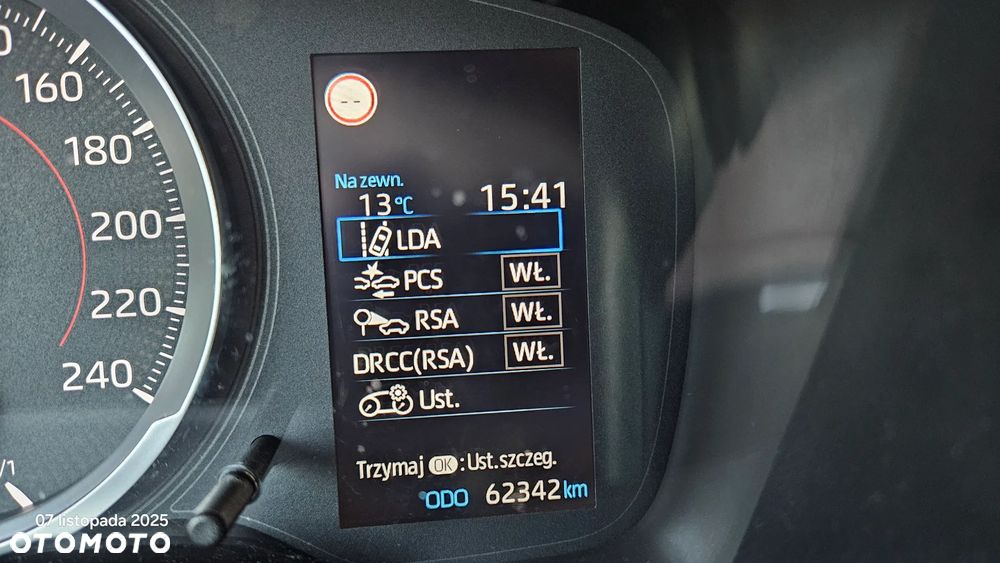 160
180
200
220
240
/1
--
Na zewn.
13°C 15:41
LDA
PCS WŁ.
RSA WŁ.
DRCC(RSA) WŁ.
Ust.
Trzymaj OK : Ust. szczeg.
ODO 62342 km
07 listopada 2025
OTOMOTO